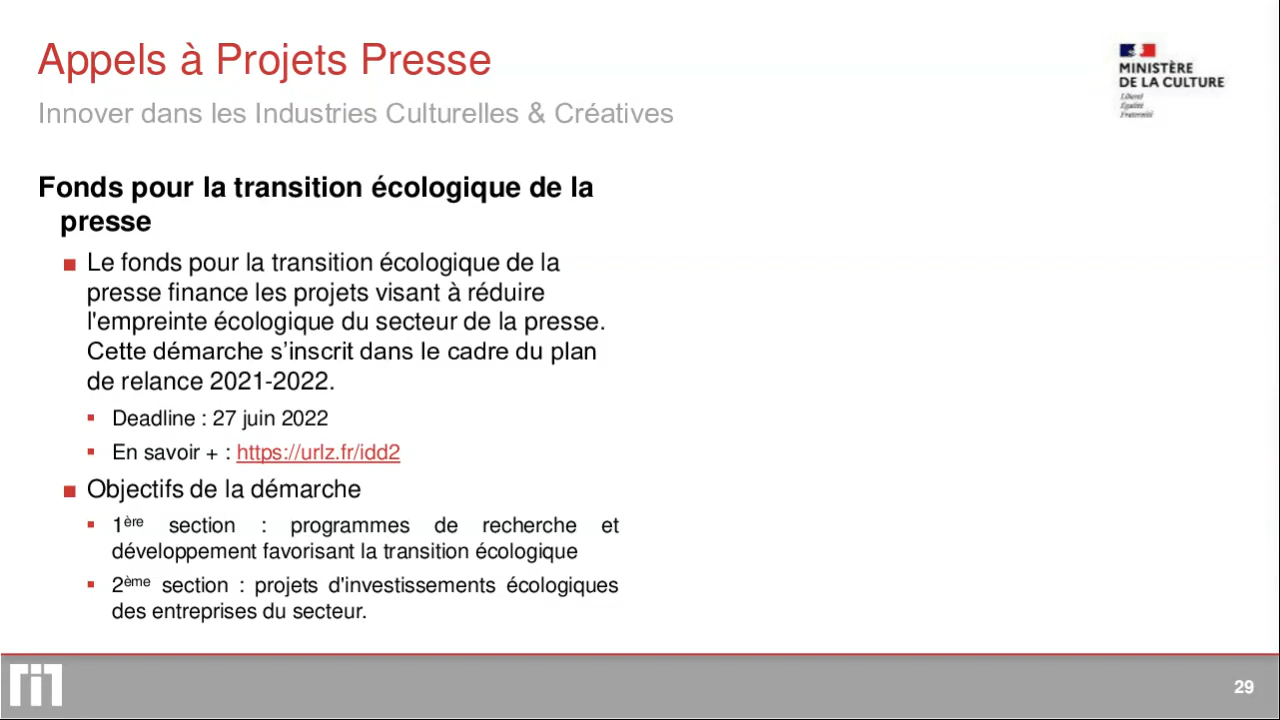 Appels à Projets Presse
MINISTÈRE
DE LA CULTURE
Liberté
Égalité
Fraternité
Innover dans les Industries Culturelles & Créatives
Fonds pour la transition écologique de la
presse
Le fonds pour la transition écologique de la
presse finance les projets visant à réduire
l'empreinte écologique du secteur de la presse.
Cette démarche s’inscrit dans le cadre du plan
de relance 2021-2022.
Deadline : 27 juin 2022
En savoir + : https://urlz.fr/idd2
Objectifs de la démarche
1ère section : programmes de recherche et
développement favorisant la transition écologique
2ème section : projets d'investissements écologiques
des entreprises du secteur.
29